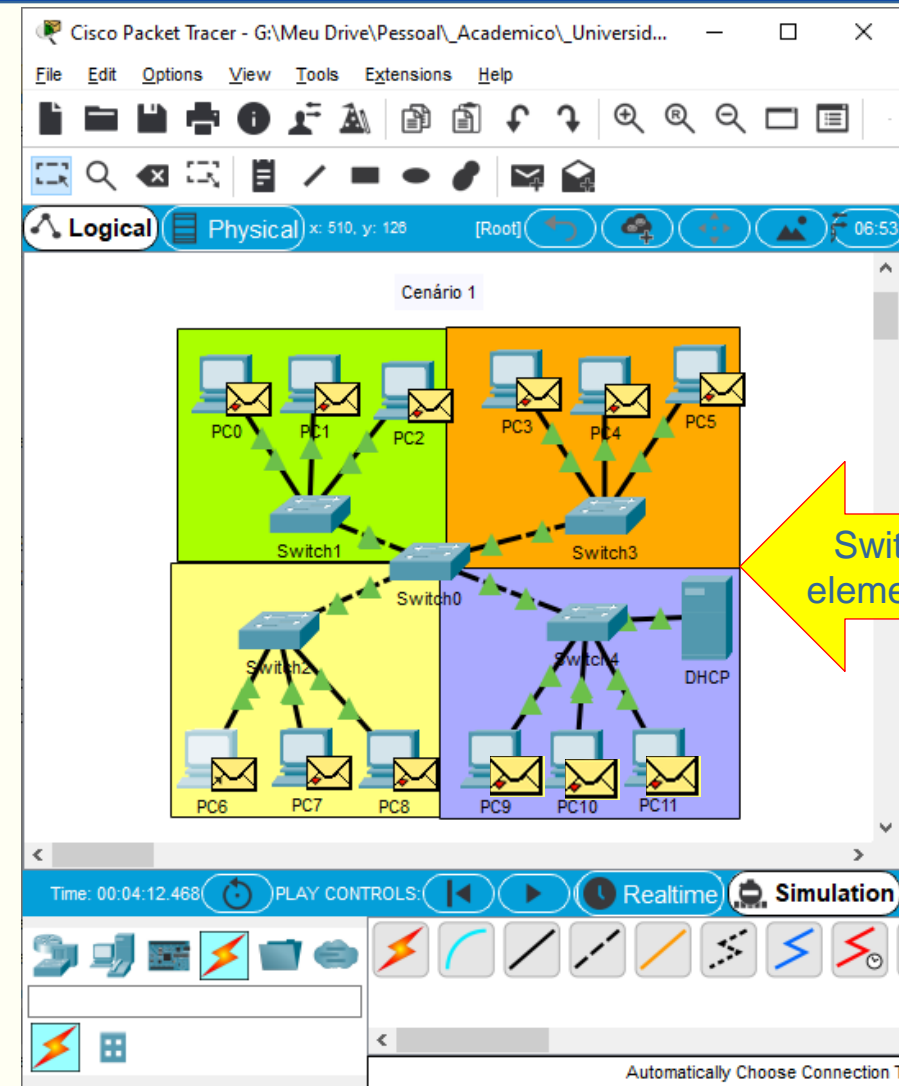 Cisco Packet Tracer - G:\Meu Drive\Pessoal\_Academico\_Universid...
File Edit Options View Tools Extensions Help
Logical Physical x: 510, y: 126 [Root] 06:53
Cenário 1
PC0 PC1 PC2 PC3 PC4 PC5
Switch1 Switch3
Swit
eleme
Switch0
Switch2 Switch4 DHCP
PC6 PC7 PC8 PC9 PC10 PC11
Time: 00:04:12.468 PLAY CONTROLS: Realtime Simulation
Automatically Choose Connection T